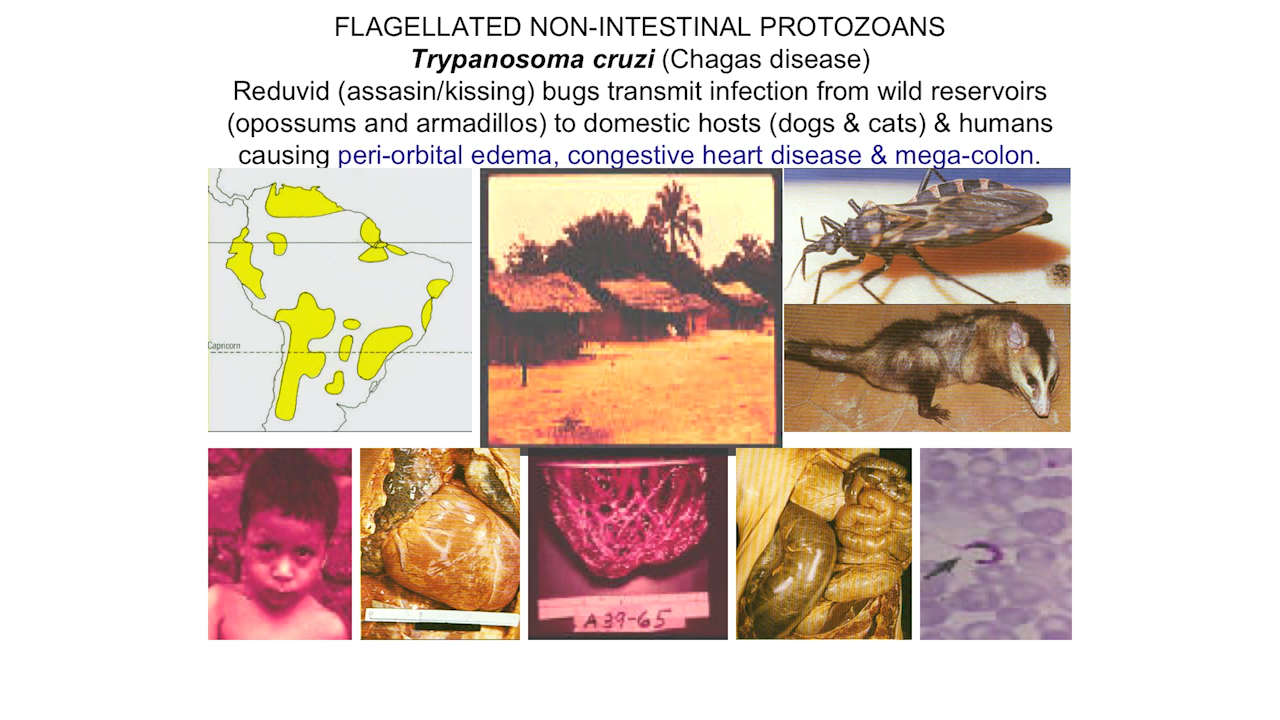 FLAGELLATED NON-INTESTINAL PROTOZOANS
Trypanosoma cruzi (Chagas disease)
Reduvid (assasin/kissing) bugs transmit infection from wild reservoirs
(opossums and armadillos) to domestic hosts (dogs & cats) & humans
causing peri-orbital edema, congestive heart disease & mega-colon.
Capricorn
A39-65